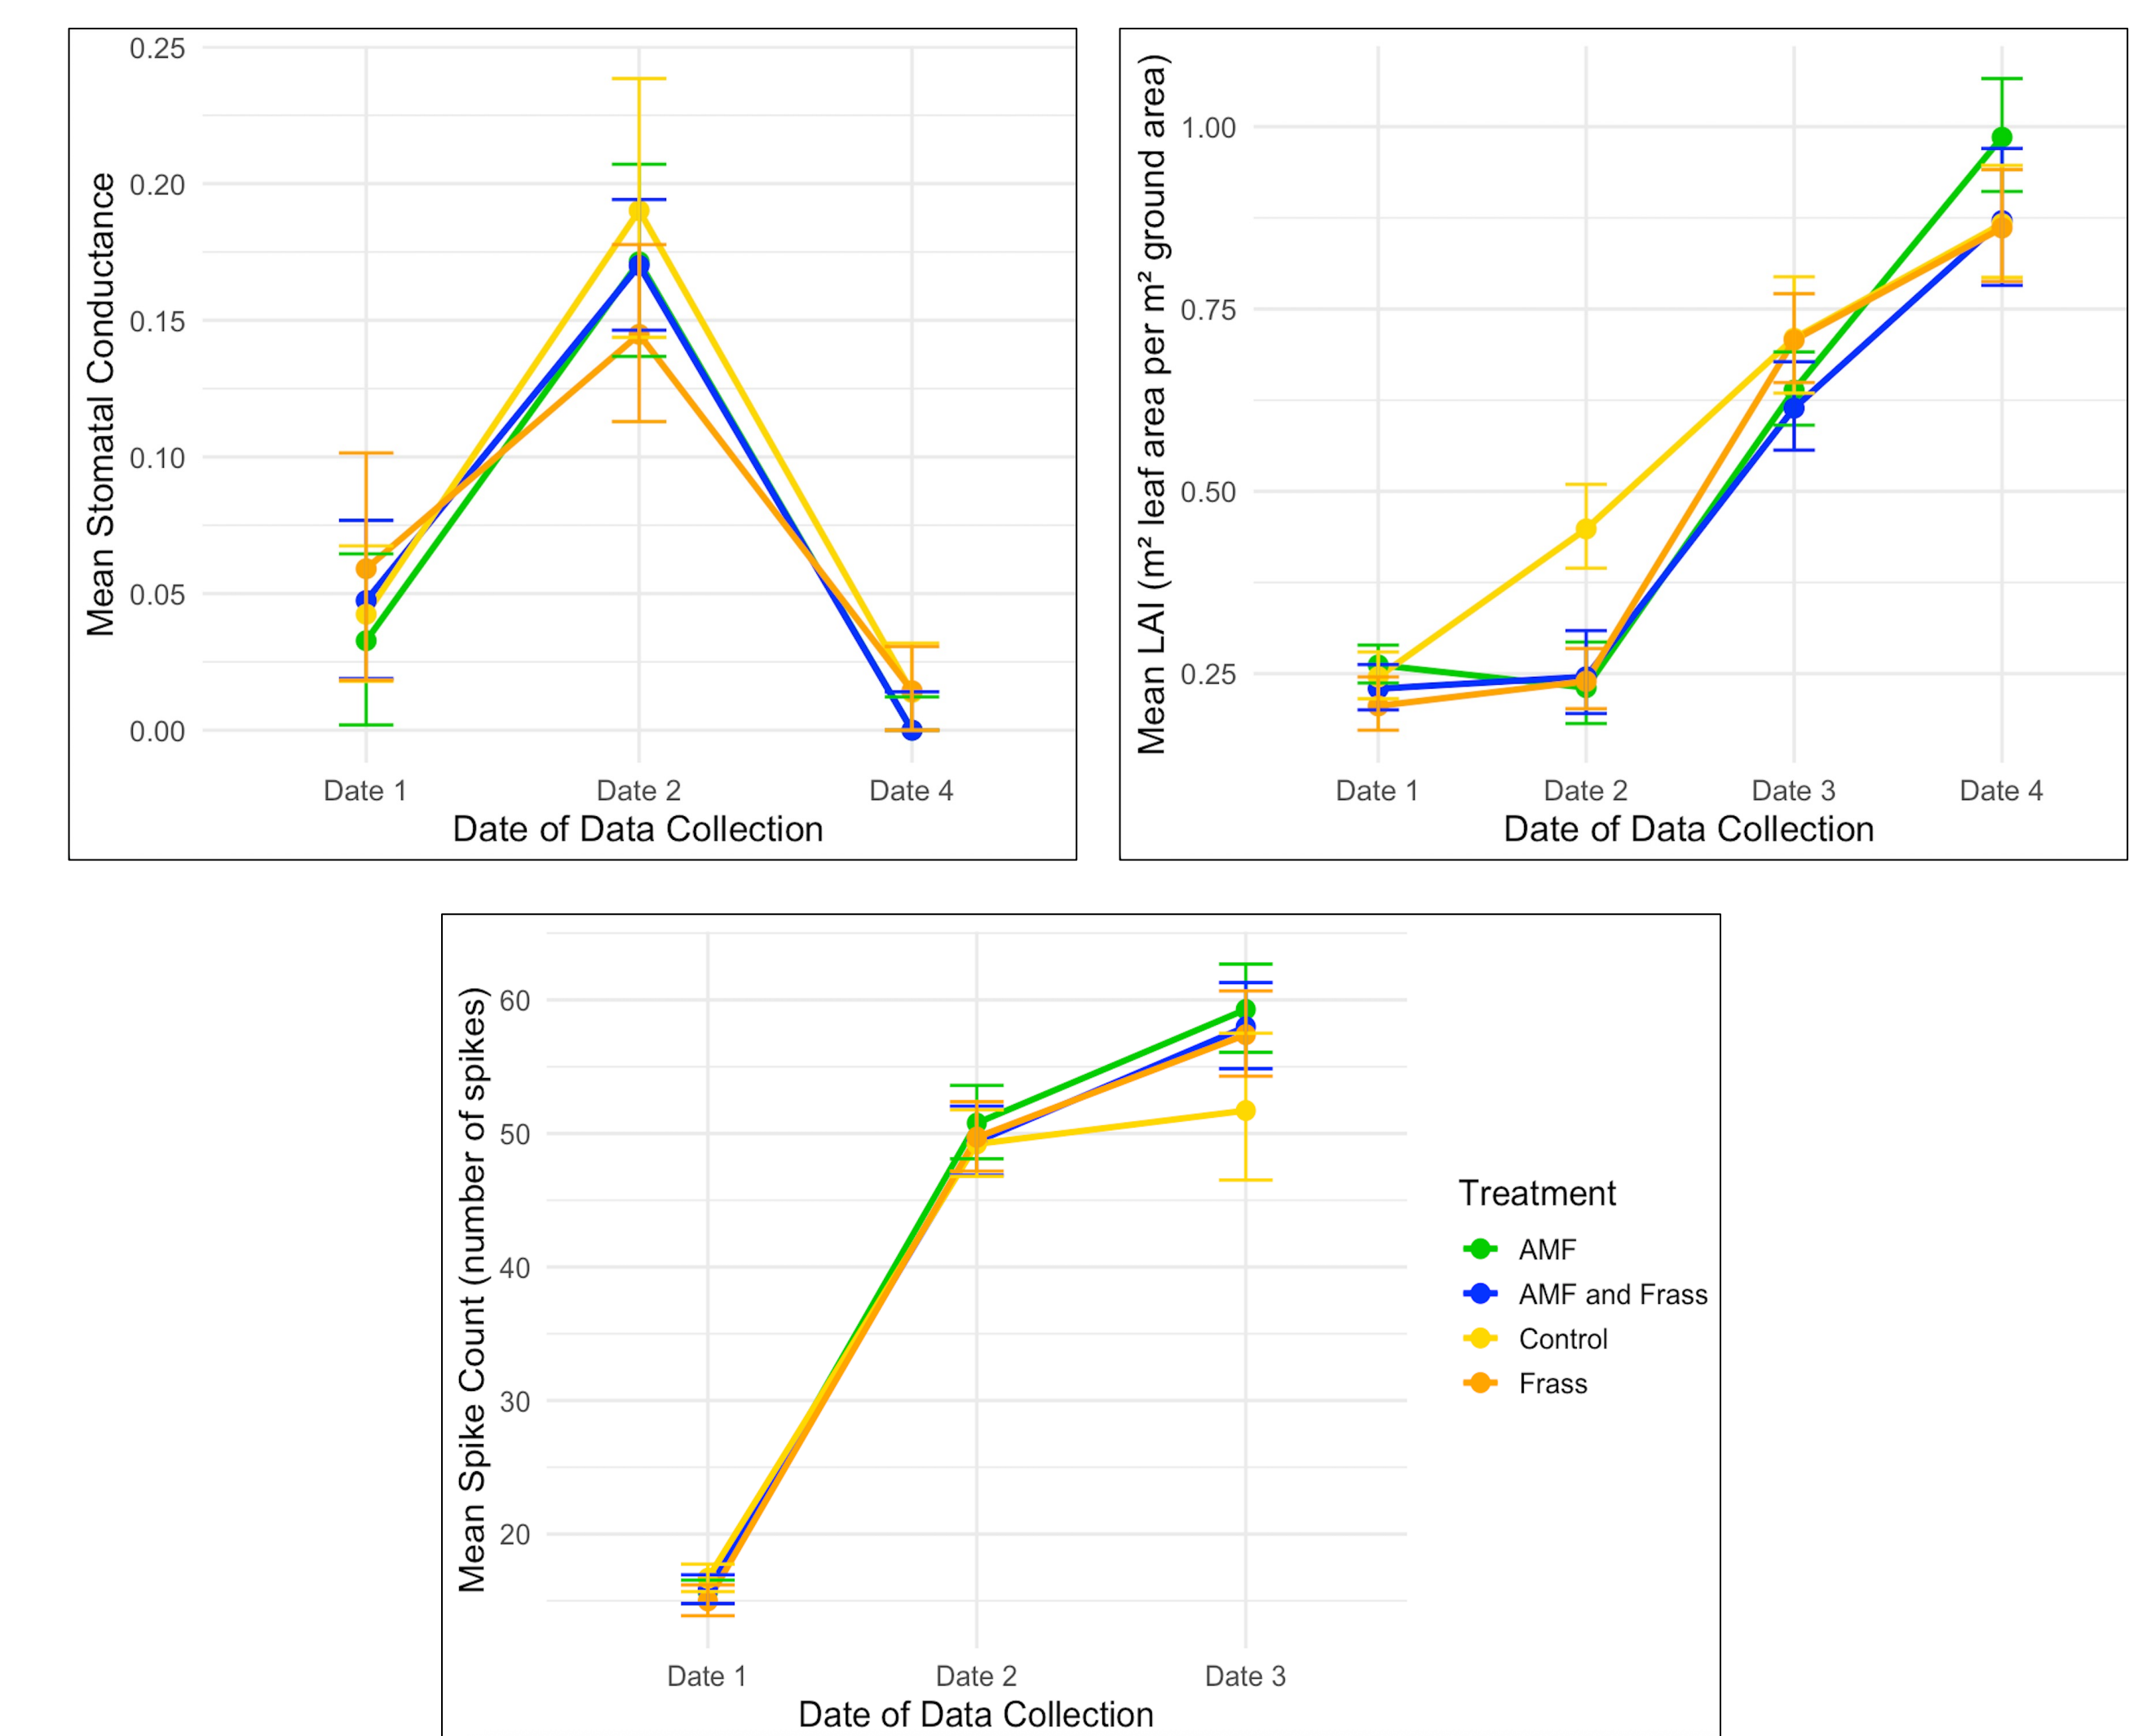 Mean Stomatal Conductance
0.25
0.20
0.15
0.10
0.05
0.00
Date 1 Date 2 Date 4
Date of Data Collection
Mean LAI (m² leaf area per m² ground area)
1.00
0.75
0.50
0.25
Date 1 Date 2 Date 3 Date 4
Date of Data Collection
Mean Spike Count (number of spikes)
60
50
40
30
20
Date 1 Date 2 Date 3
Date of Data Collection
Treatment
AMF
AMF and Frass
Control
Frass